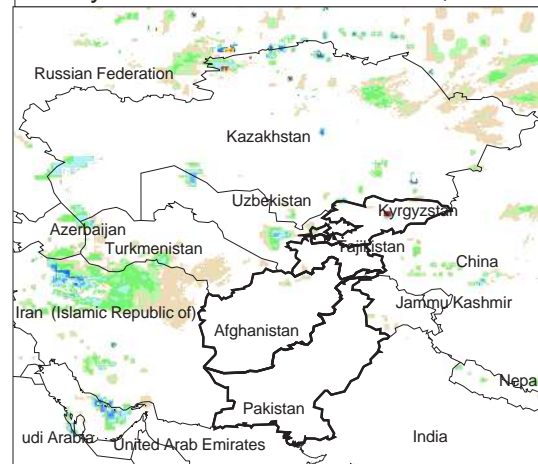 Russian Federation
Kazakhstan
Uzbekistan
Kyrgyzstan
Azerbaijan
Turkmenistan
Tajikistan
China
Jammu Kashmir
Iran (Islamic Republic of)
Afghanistan
Nepa
Pakistan
udi Arabia
United Arab Emirates
India